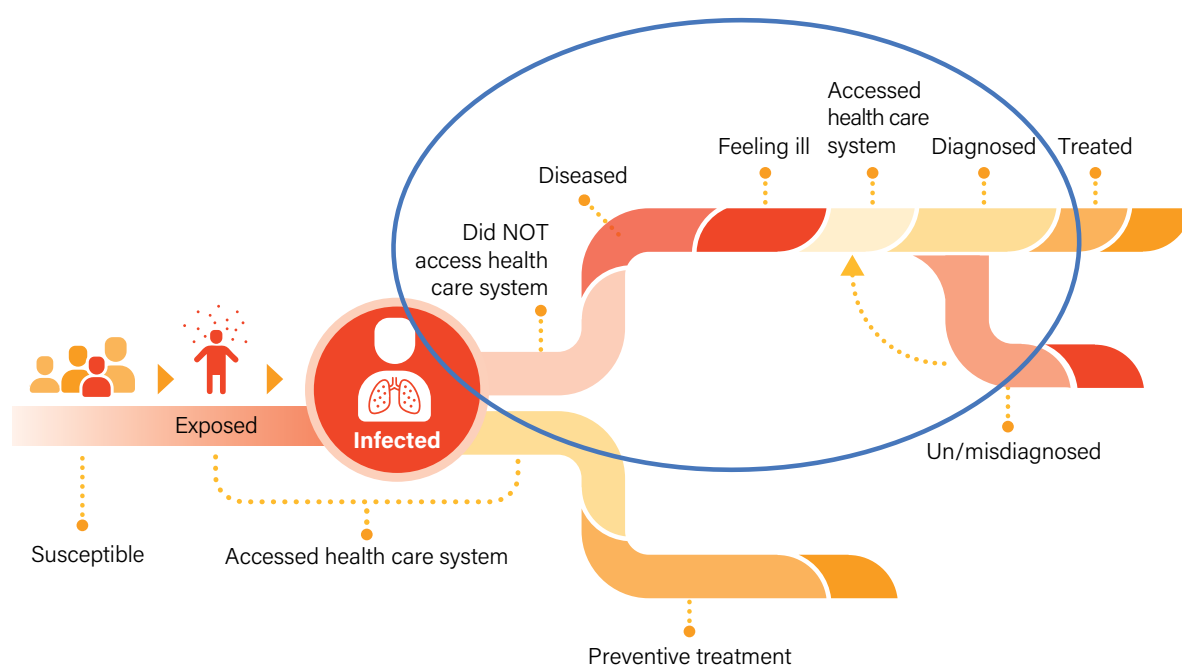 Accessed
health care
system
Feeling ill
Diagnosed
Treated
Diseased
Did NOT
access health
care system
Exposed
Infected
Un/misdiagnosed
Susceptible
Accessed health care system
Preventive treatment